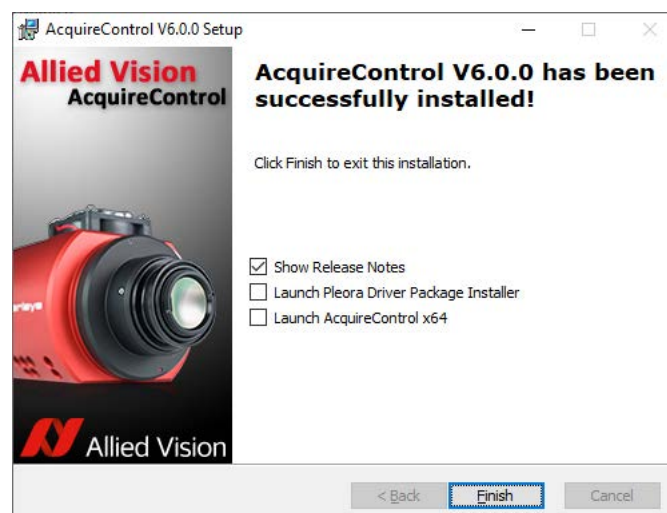 AcquireControl V6.0.0 Setup
Allied Vision
AcquireControl
AcquireControl V6.0.0 has been
successfully installed!
Click Finish to exit this installation.
Show Release Notes
Launch Pleora Driver Package Installer
Launch AcquireControl x64
Allied Vision
< Back
Finish
Cancel